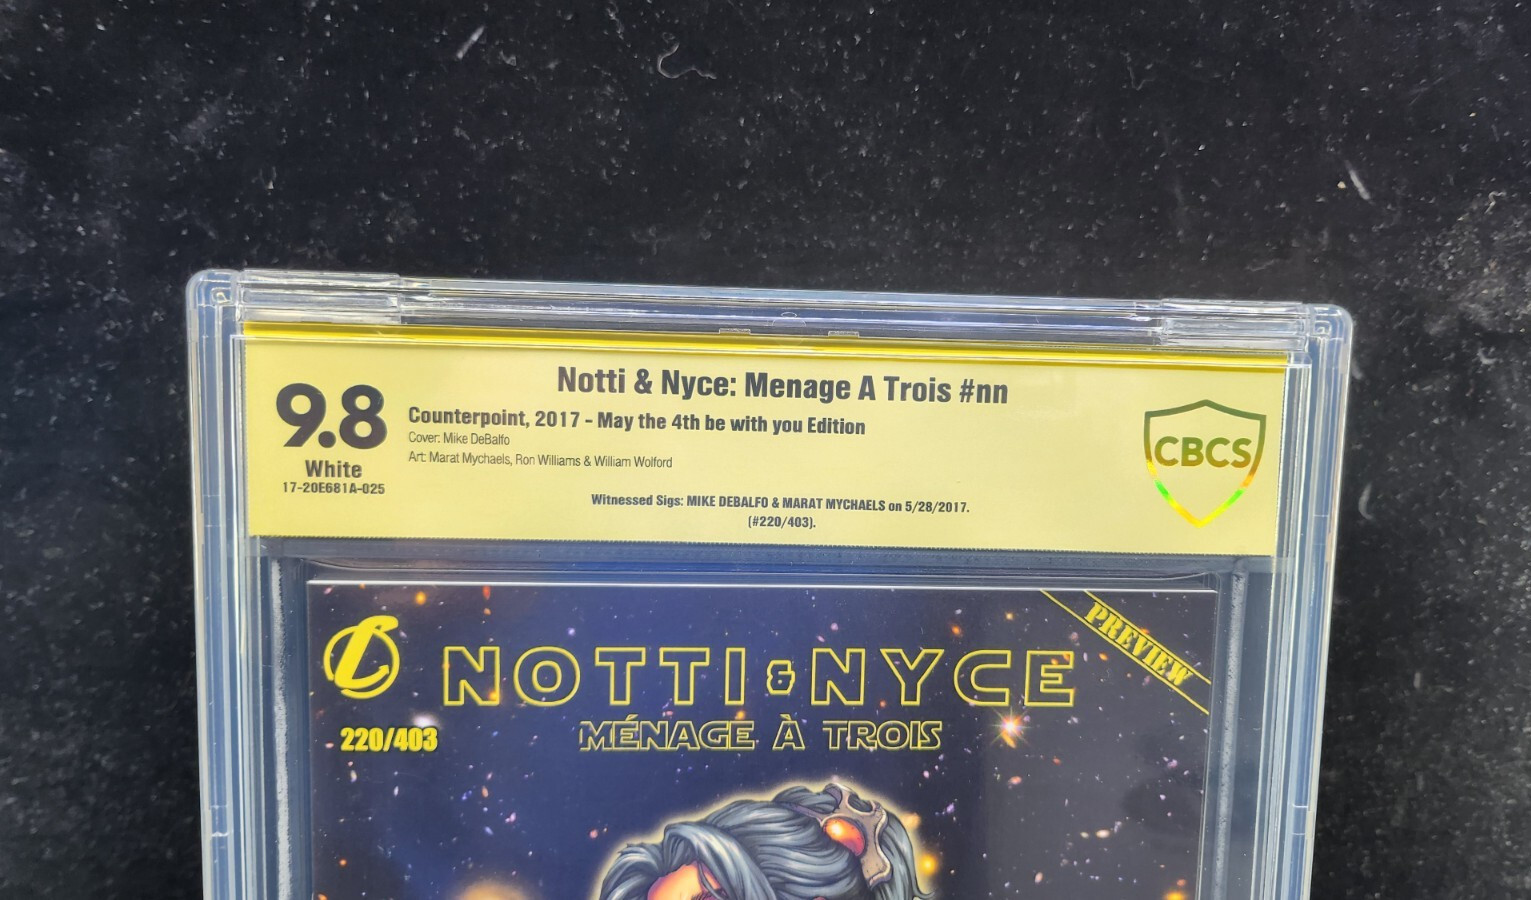 Notti & Nyce: Menage A Trois #nn
9.8
White
17-20E681A-025
Counterpoint, 2017 - May the 4th be with you Edition
Cover: Mike DeBalfo
Art: Marat Mychaels, Ron Williams & William Wolford
Witnessed Sigs: MIKE DEBALFO & MARAT MYCHAELS on 5/28/2017.
(#220/403).
CBCS
PREVIEW
NOTTI & NYCE
MÉNAGE À TROIS
220/403